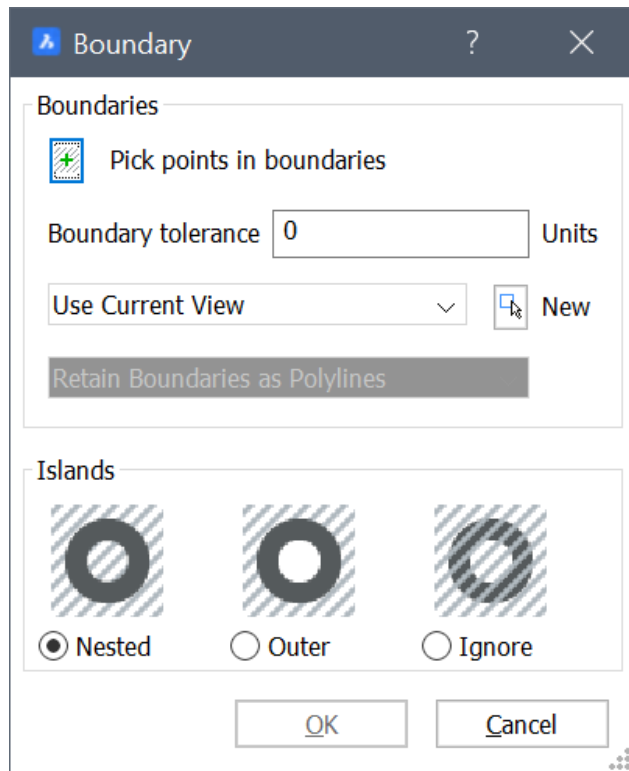 Boundary ?
Boundaries
Pick points in boundaries
Boundary tolerance 0 Units
Use Current View New
Retain Boundaries as Polylines
Islands
Nested Outer Ignore
OK Cancel